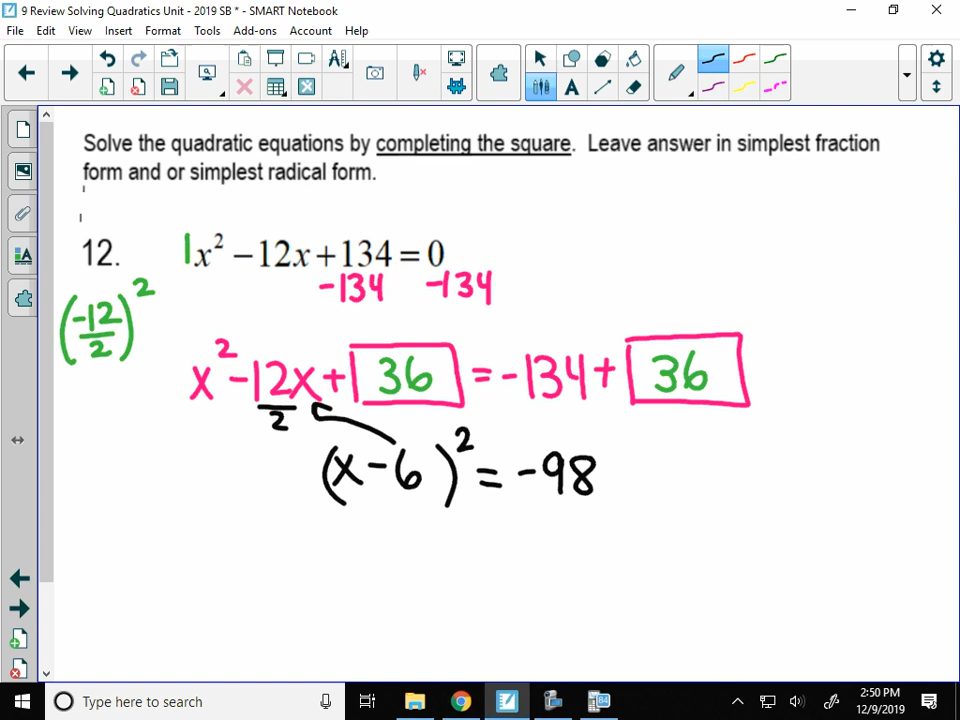 9 Review Solving Quadratics Unit - 2019 SB * - SMART Notebook
File Edit View Insert Format Tools Add-ons Account Help
Solve the quadratic equations by completing the square. Leave answer in simplest fraction
form and or simplest radical form.
12. 1x² − 12x + 134 = 0
-134 -134
(-12/2)²
x² - 12x + 36 = -134 + 36
2
(x - 6)² = -98
Type here to search
2:50 PM
12/9/2019